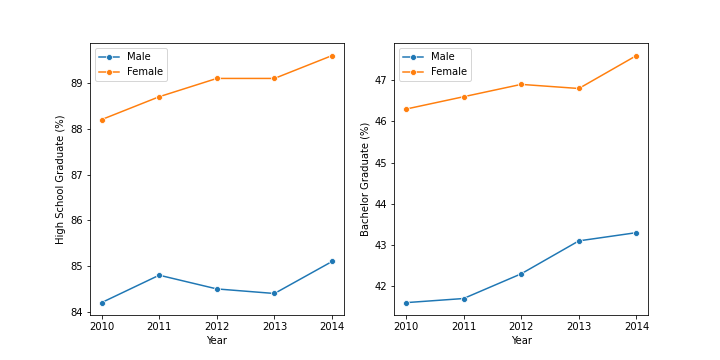 Male
Female
High School Graduate (%)
89
88
87
86
85
84
2010 2011 2012 2013 2014
Year
Male
Female
Bachelor Graduate (%)
47
46
45
44
43
42
2010 2011 2012 2013 2014
Year